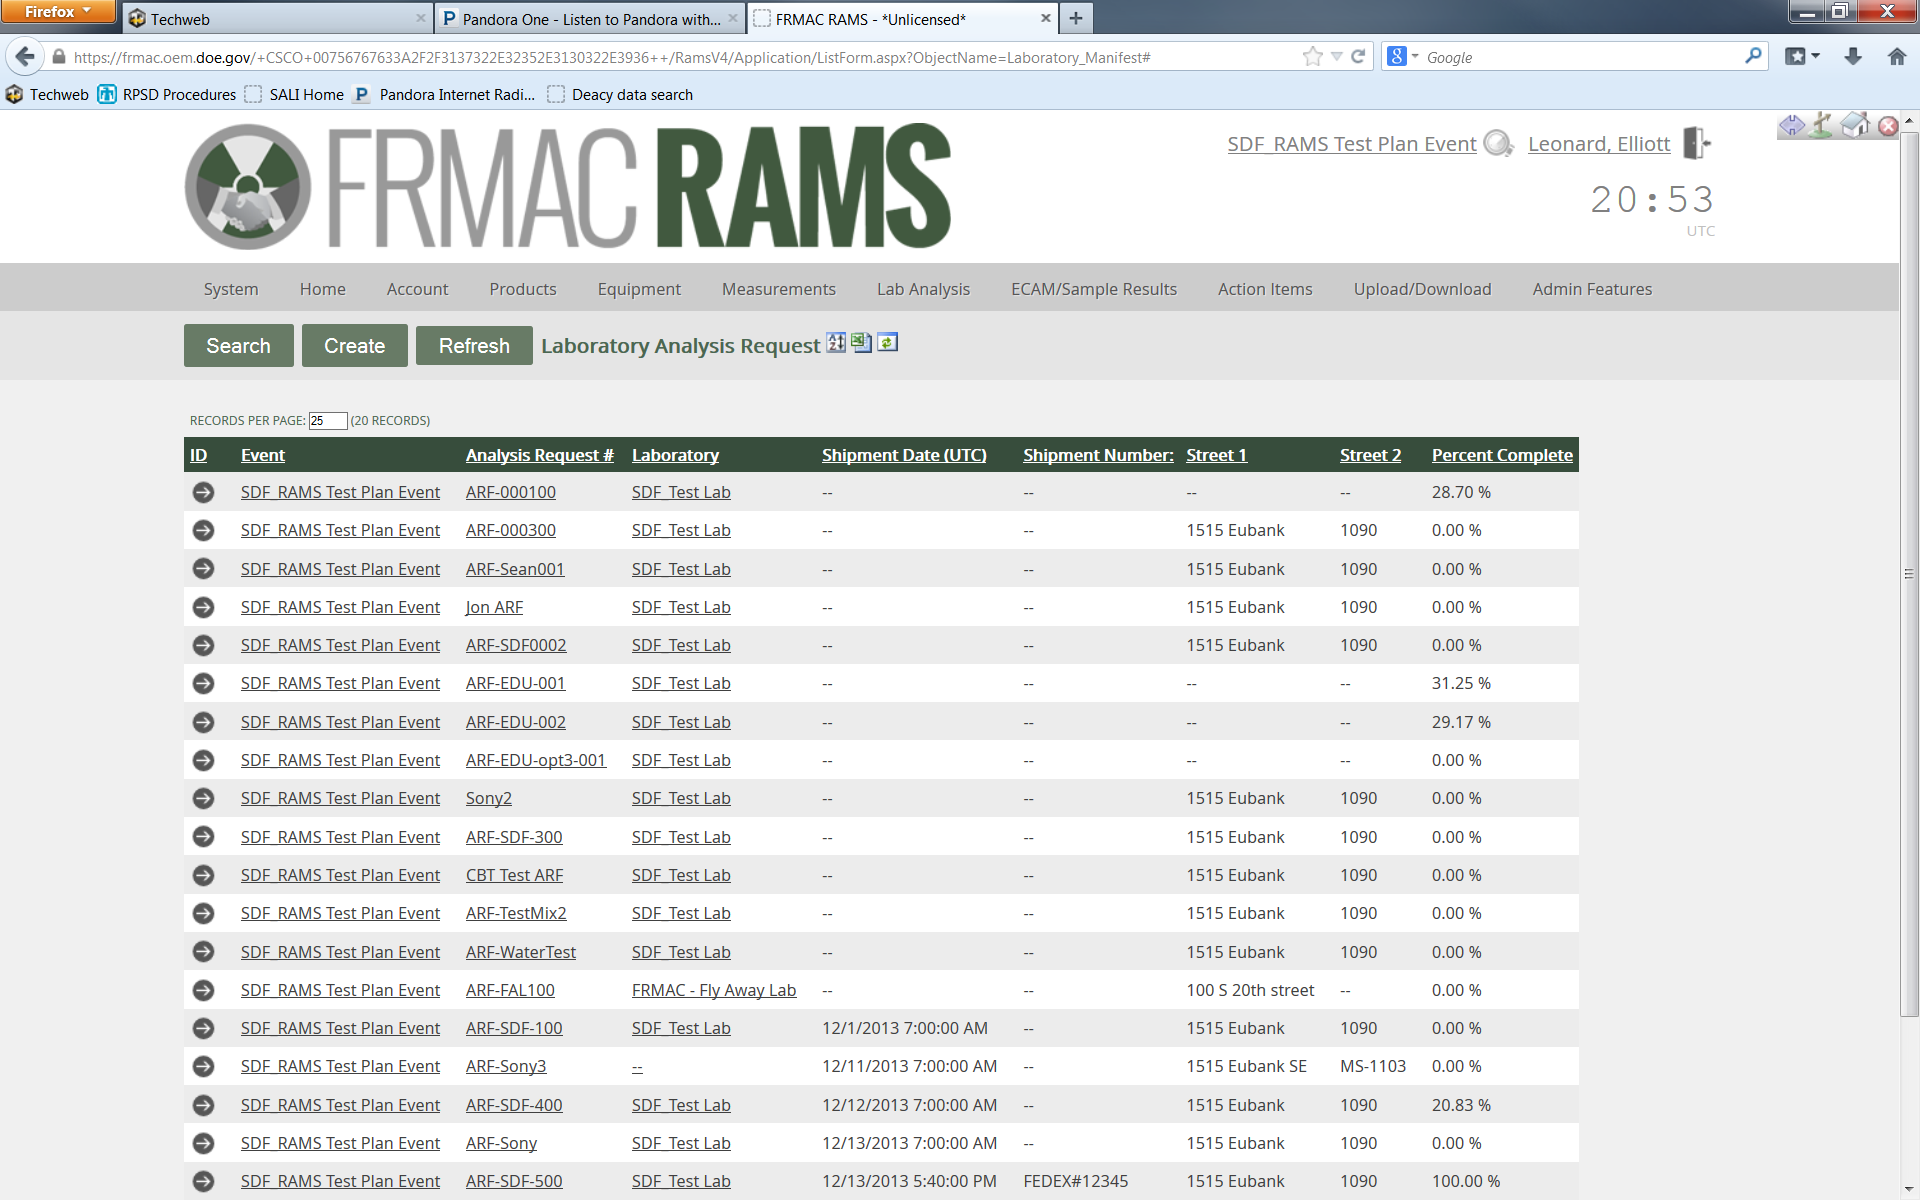 Firefox
Techweb
Pandora One - Listen to Pandora with...
FRMAC RAMS - *Unlicensed*
https://frmac.oem.doe.gov/+CSCO+00756767633A2F2F3137322E32352E3130322E3936++/RamsV4/Application/ListForm.aspx?ObjectName=Laboratory_Manifest#
Google
Techweb RPSD Procedures SALI Home Pandora Internet Radi... Deacy data search
FRMAC RAMS
SDF_RAMS Test Plan Event Leonard, Elliott
20:53
UTC
System Home Account Products Equipment Measurements Lab Analysis ECAM/Sample Results Action Items Upload/Download Admin Features
Search Create Refresh Laboratory Analysis Request
RECORDS PER PAGE: 25 (20 RECORDS)
ID Event Analysis Request # Laboratory Shipment Date (UTC) Shipment Number: Street 1 Street 2 Percent Complete
SDF_RAMS Test Plan Event ARF-000100 SDF_Test Lab -- -- -- -- 28.70 %
SDF_RAMS Test Plan Event ARF-000300 SDF_Test Lab -- -- 1515 Eubank 1090 0.00 %
SDF_RAMS Test Plan Event ARF-Sean001 SDF_Test Lab -- -- 1515 Eubank 1090 0.00 %
SDF_RAMS Test Plan Event Jon ARF SDF_Test Lab -- -- 1515 Eubank 1090 0.00 %
SDF_RAMS Test Plan Event ARF-SDF0002 SDF_Test Lab -- -- 1515 Eubank 1090 0.00 %
SDF_RAMS Test Plan Event ARF-EDU-001 SDF_Test Lab -- -- -- -- 31.25 %
SDF_RAMS Test Plan Event ARF-EDU-002 SDF_Test Lab -- -- -- -- 29.17 %
SDF_RAMS Test Plan Event ARF-EDU-opt3-001 SDF_Test Lab -- -- -- -- 0.00 %
SDF_RAMS Test Plan Event Sony2 SDF_Test Lab -- -- 1515 Eubank 1090 0.00 %
SDF_RAMS Test Plan Event ARF-SDF-300 SDF_Test Lab -- -- 1515 Eubank 1090 0.00 %
SDF_RAMS Test Plan Event CBT Test ARF SDF_Test Lab -- -- 1515 Eubank 1090 0.00 %
SDF_RAMS Test Plan Event ARF-TestMix2 SDF_Test Lab -- -- 1515 Eubank 1090 0.00 %
SDF_RAMS Test Plan Event ARF-WaterTest SDF_Test Lab -- -- 1515 Eubank 1090 0.00 %
SDF_RAMS Test Plan Event ARF-FAL100 FRMAC - Fly Away Lab -- -- 100 S 20th street -- 0.00 %
SDF_RAMS Test Plan Event ARF-SDF-100 SDF_Test Lab 12/1/2013 7:00:00 AM -- 1515 Eubank 1090 0.00 %
SDF_RAMS Test Plan Event ARF-Sony3 -- 12/11/2013 7:00:00 AM -- 1515 Eubank SE MS-1103 0.00 %
SDF_RAMS Test Plan Event ARF-SDF-400 SDF_Test Lab 12/12/2013 7:00:00 AM -- 1515 Eubank 1090 20.83 %
SDF_RAMS Test Plan Event ARF-Sony SDF_Test Lab 12/13/2013 7:00:00 AM -- 1515 Eubank 1090 0.00 %
SDF_RAMS Test Plan Event ARF-SDF-500 SDF_Test Lab 12/13/2013 5:40:00 PM FEDEX#12345 1515 Eubank 1090 100.00 %